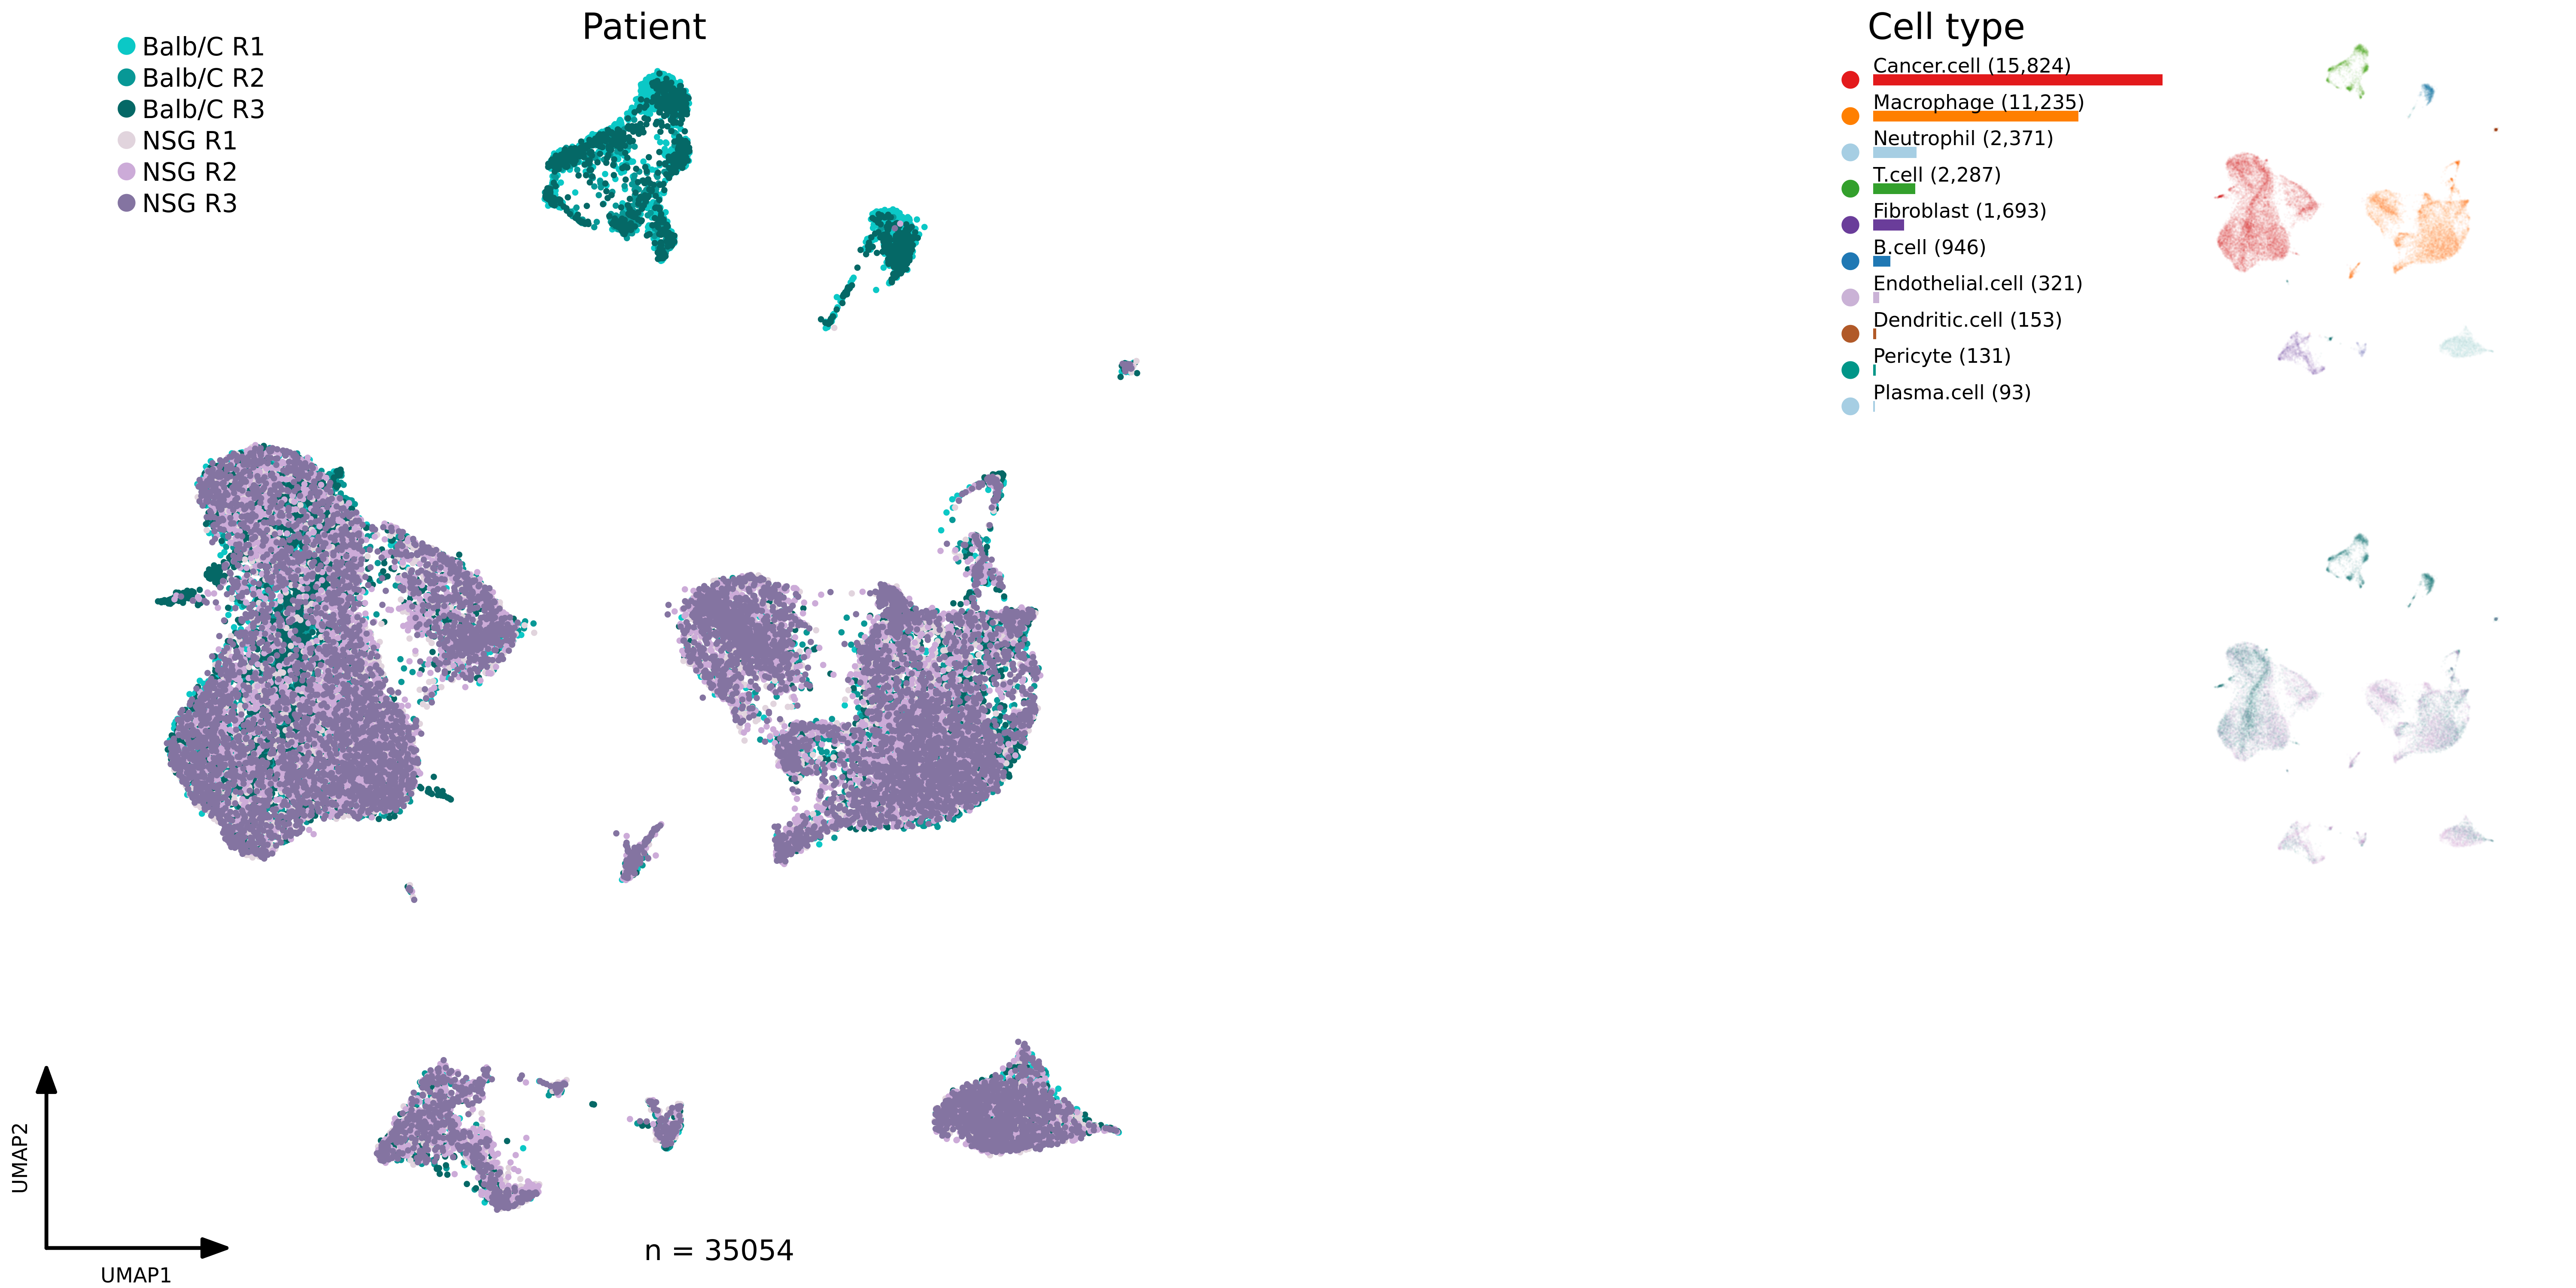 Patient
Balb/C R1
Balb/C R2
Balb/C R3
NSG R1
NSG R2
NSG R3
UMAP2
UMAP1
n = 35054
Cell type
Cancer.cell (15,824)
Macrophage (11,235)
Neutrophil (2,371)
T.cell (2,287)
Fibroblast (1,693)
B.cell (946)
Endothelial.cell (321)
Dendritic.cell (153)
Pericyte (131)
Plasma.cell (93)